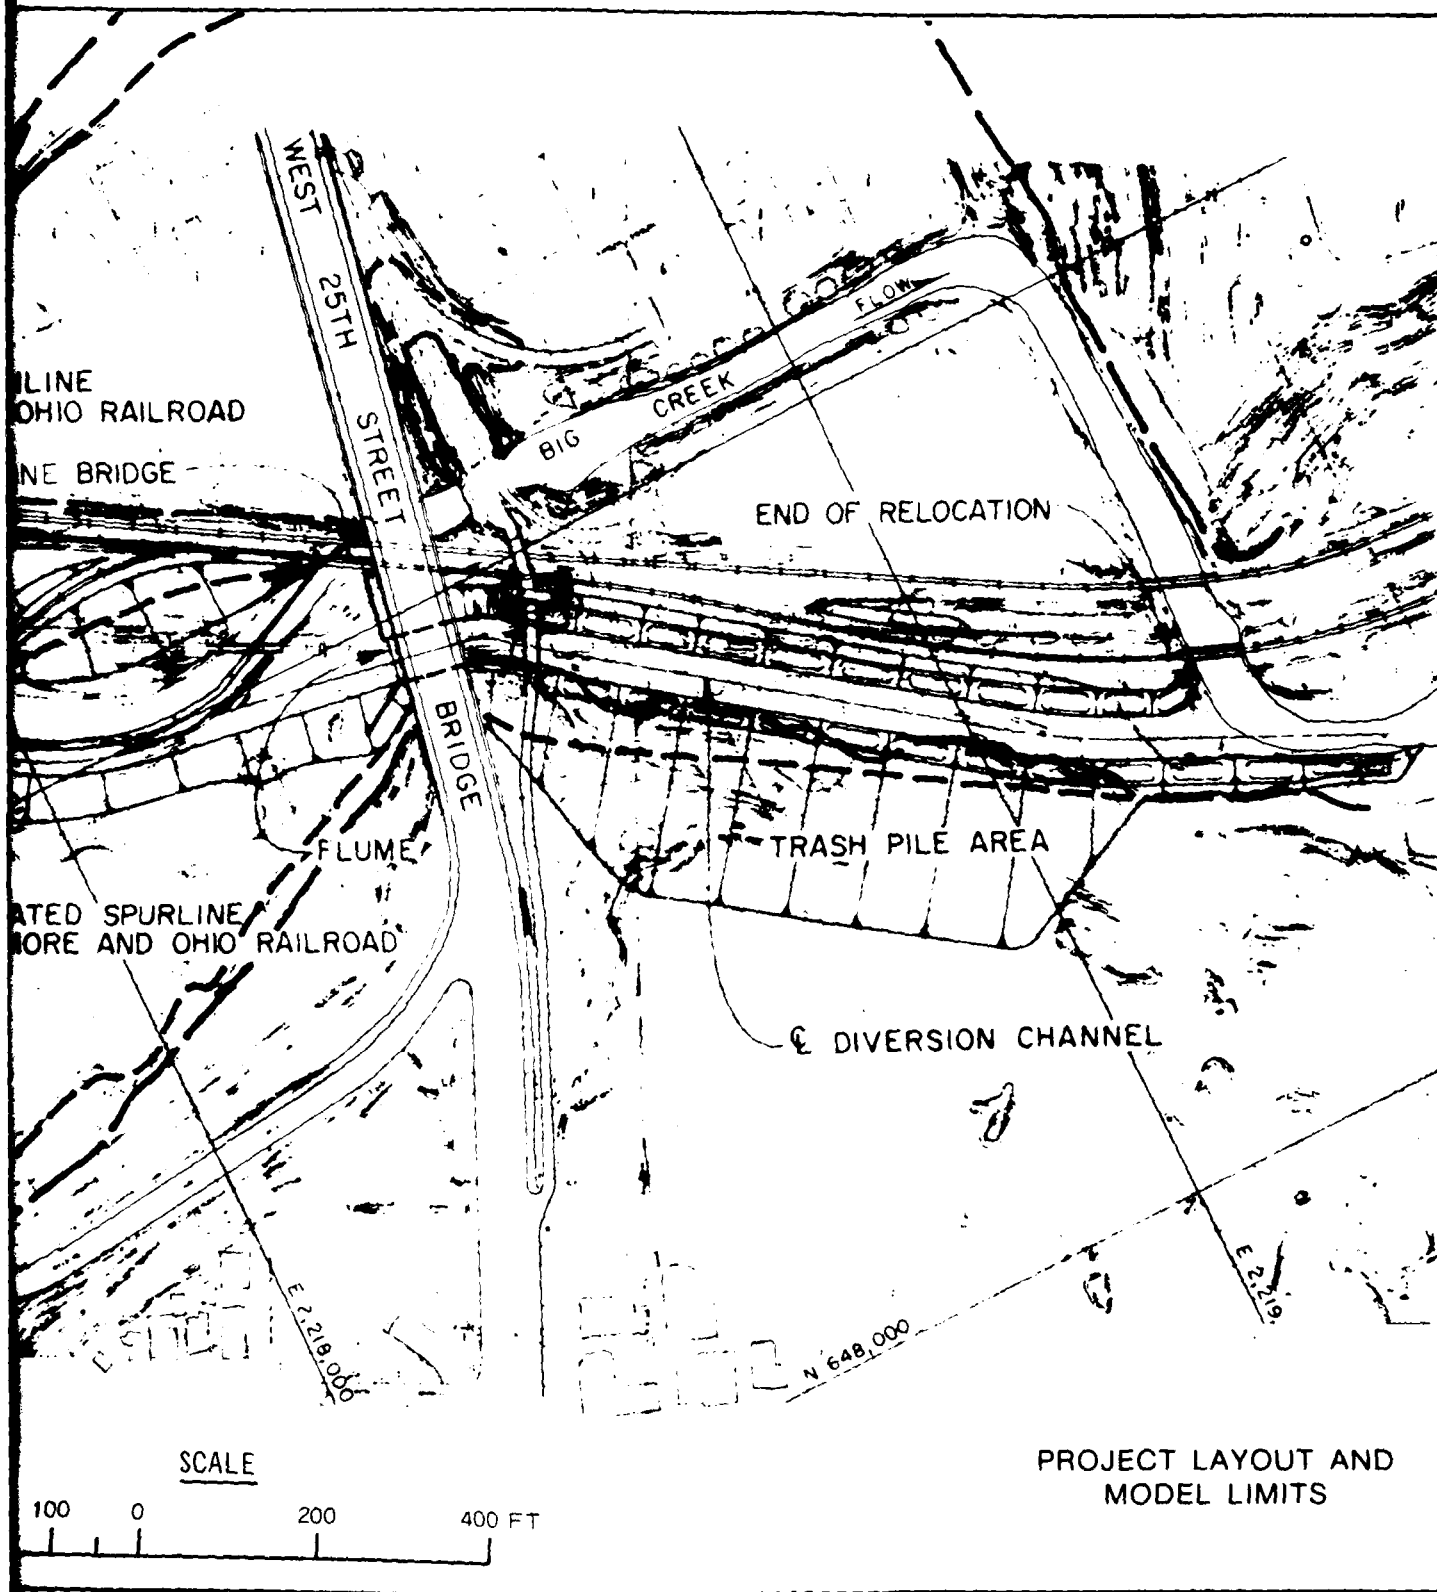 WEST 25TH STREET BRIDGE
FLOW
BIG CREEK
LINE
OHIO RAILROAD
NE BRIDGE
END OF RELOCATION
FLUME
TRASH PILE AREA
ATED SPURLINE
ORE AND OHIO RAILROAD
℄ DIVERSION CHANNEL
E 2,218,000
N 648,000
E 2,219,
SCALE
100 0 200 400 FT
PROJECT LAYOUT AND
MODEL LIMITS